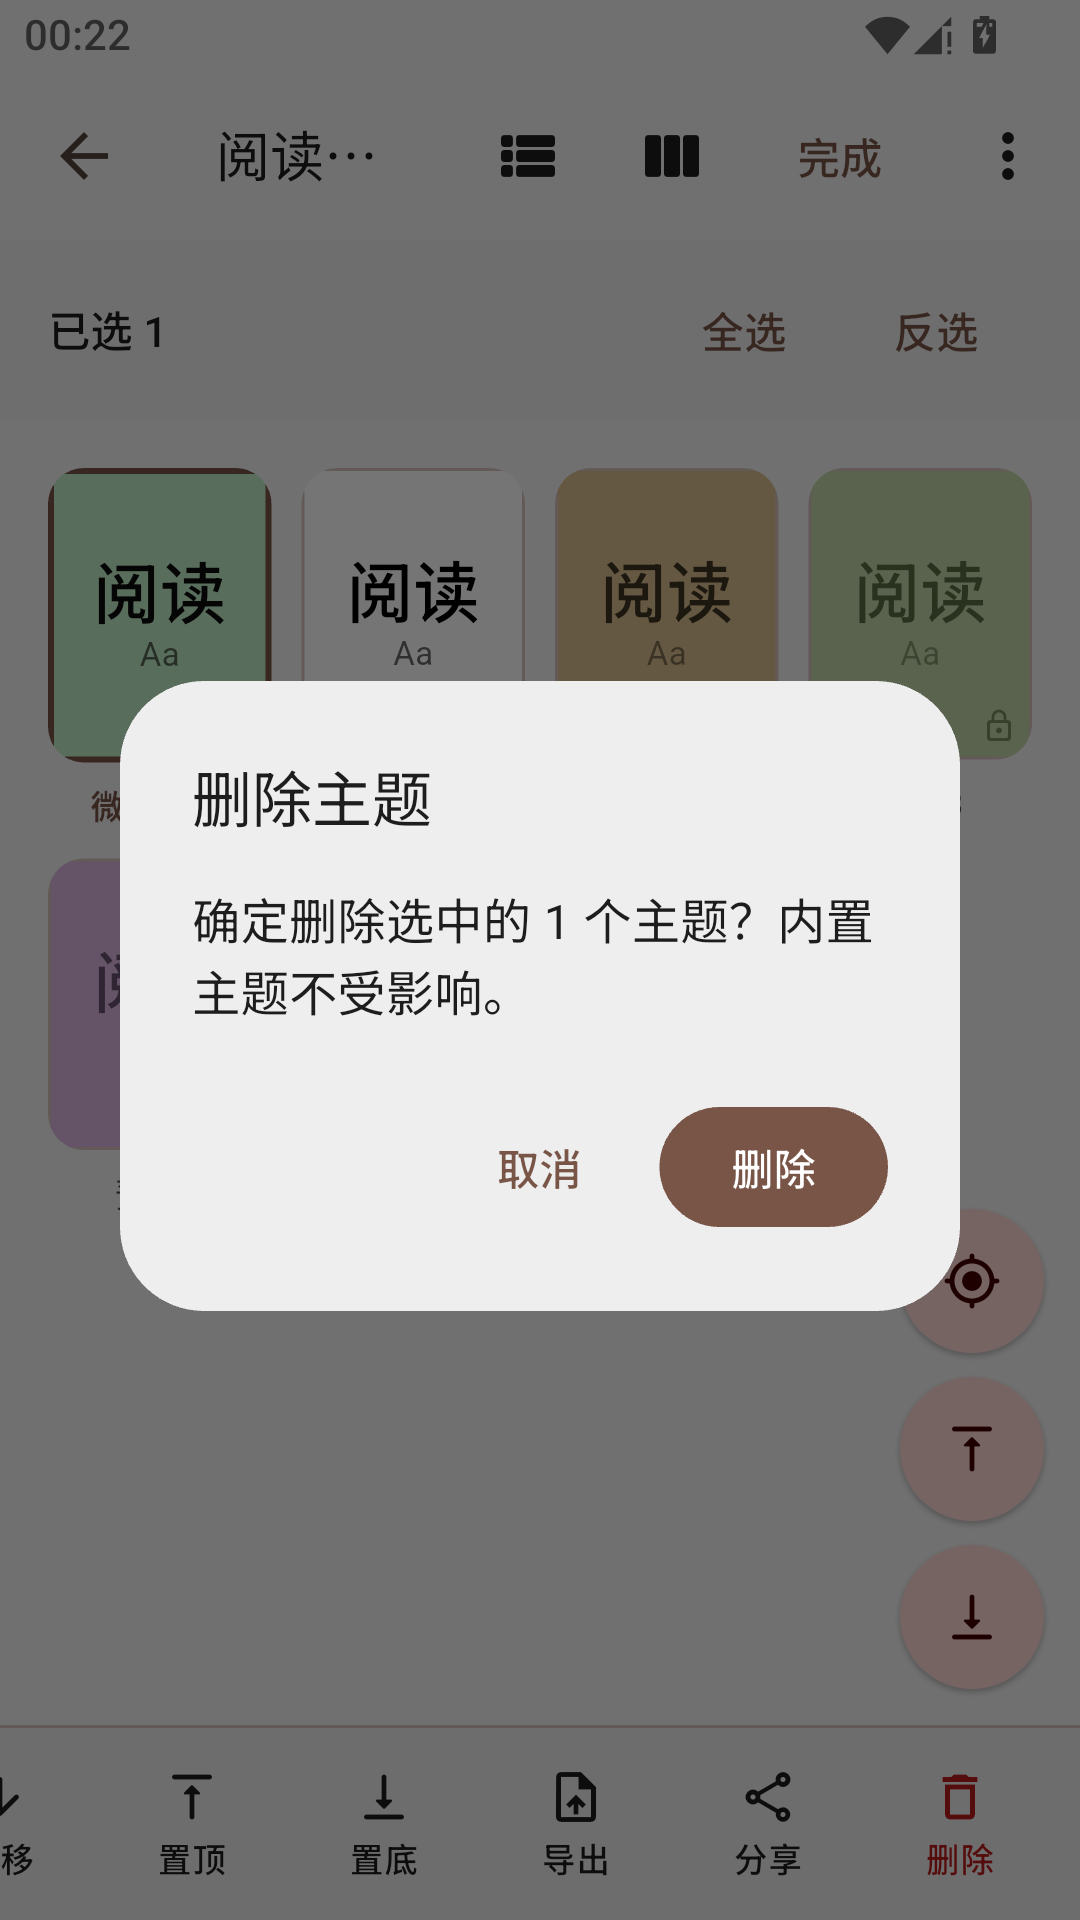 00:22
阅读…
完成
已选 1
全选
反选
阅读
Aa
阅读
Aa
阅读
Aa
阅读
Aa
微
删除主题
确定删除选中的 1 个主题？内置
主题不受影响。
取消
删除
移
置顶
置底
导出
分享
删除